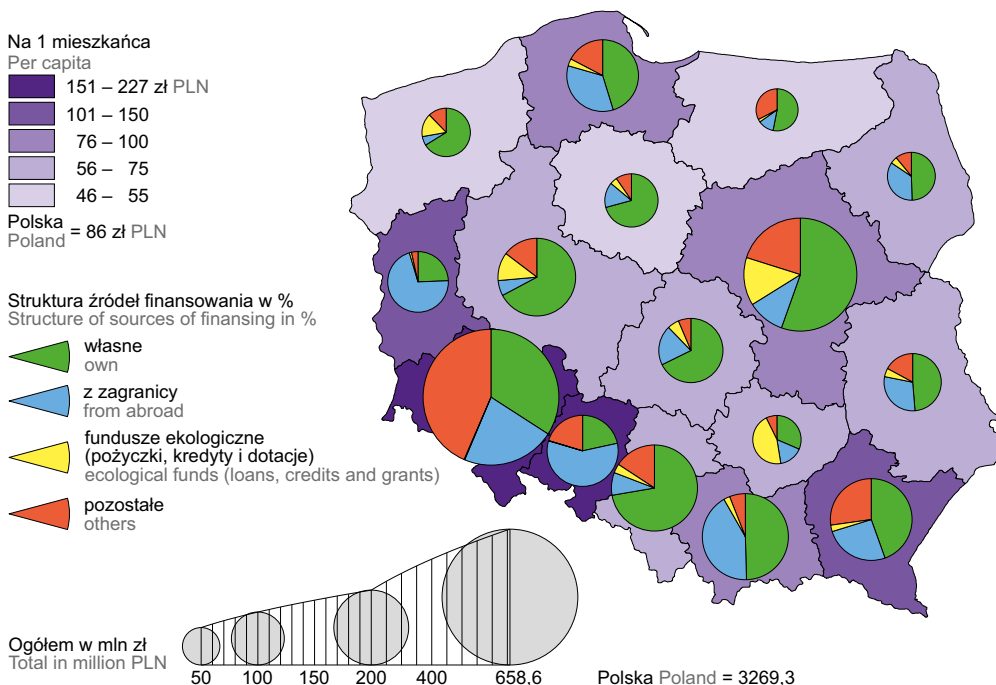 Na 1 mieszkańca
Per capita
151 – 227 zł PLN
101 – 150
76 – 100
56 – 75
46 – 55
Polska
Poland = 86 zł PLN
Struktura źródeł finansowania w %
Structure of sources of finansing in %
własne
own
z zagranicy
from abroad
fundusze ekologiczne
(pożyczki, kredyty i dotacje)
ecological funds (loans, credits and grants)
pozostałe
others
Ogółem w mln zł
Total in million PLN
50 100 150 200 400 658,6
Polska Poland = 3269,3